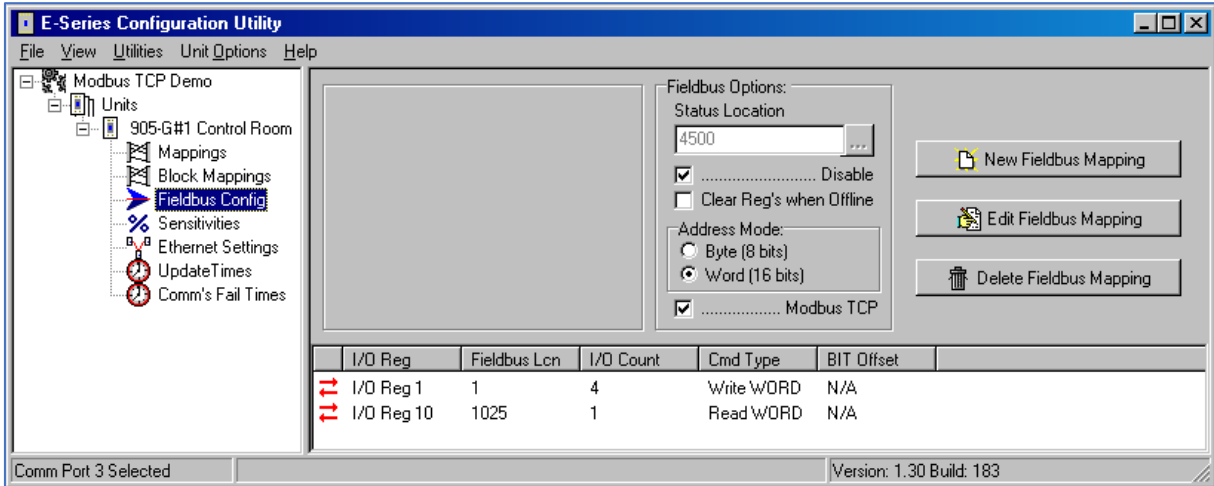 E-Series Configuration Utility
File View Utilities Unit Options Help
Modbus TCP Demo
Units
905-G#1 Control Room
Mappings
Block Mappings
Fieldbus Config
Sensitivities
Ethernet Settings
UpdateTimes
Comm's Fail Times
Fieldbus Options:
Status Location
4500 ...
.......................... Disable
Clear Reg's when Offline
Address Mode:
Byte (8 bits)
Word (16 bits)
.................. Modbus TCP
New Fieldbus Mapping
Edit Fieldbus Mapping
Delete Fieldbus Mapping
I/O Reg Fieldbus Lcn I/O Count Cmd Type BIT Offset
I/O Reg 1 1 4 Write WORD N/A
I/O Reg 10 1025 1 Read WORD N/A
Comm Port 3 Selected Version: 1.30 Build: 183